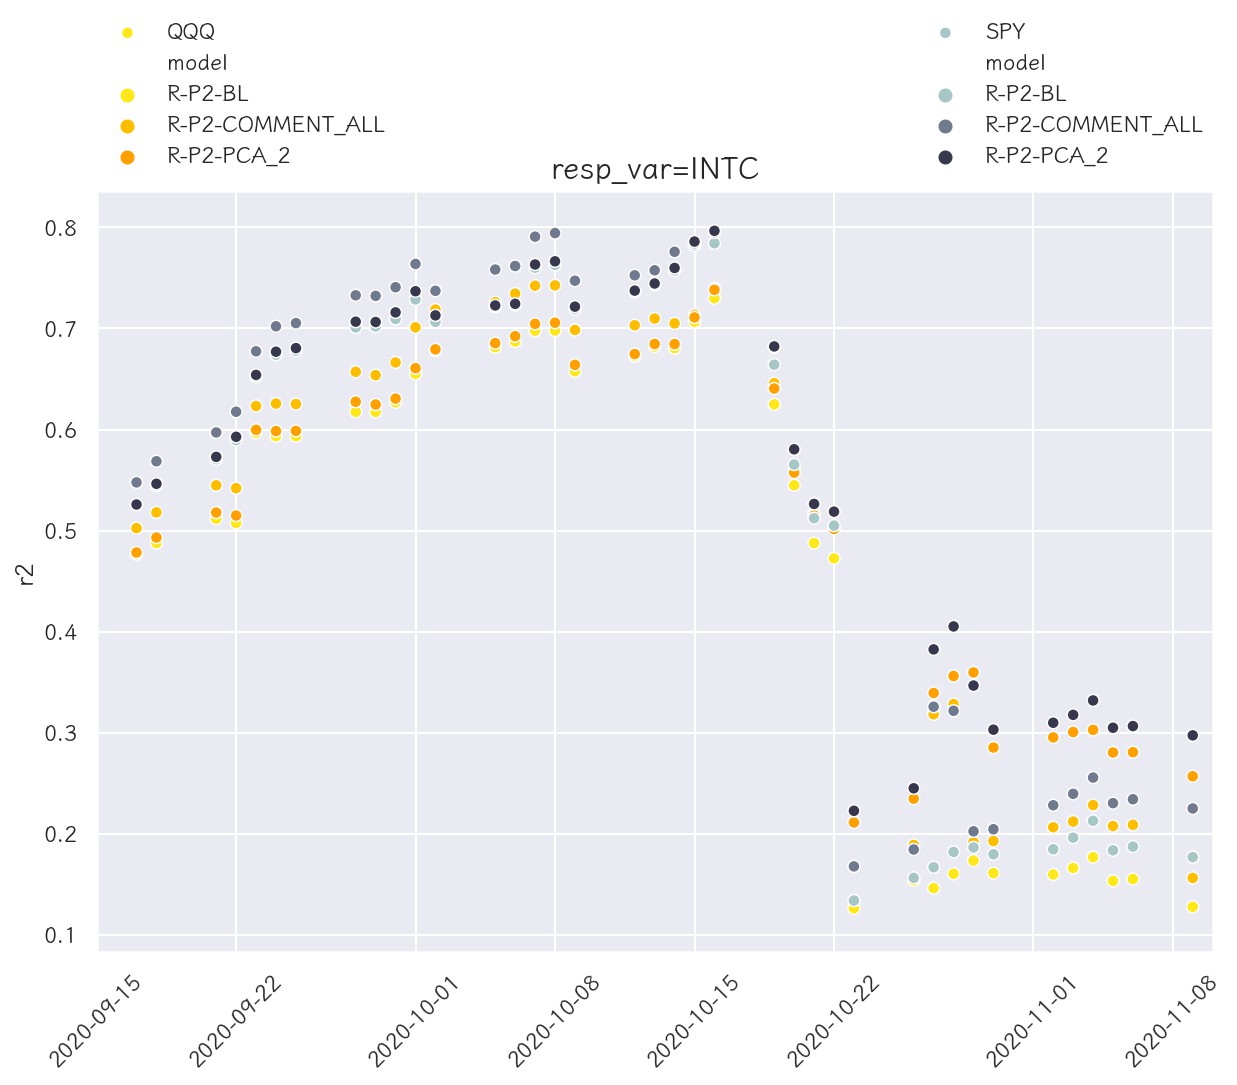 QQQ
model
R-P2-BL
R-P2-COMMENT_ALL
R-P2-PCA_2
SPY
model
R-P2-BL
R-P2-COMMENT_ALL
R-P2-PCA_2
resp_var=INTC
r2
0.8
0.7
0.6
0.5
0.4
0.3
0.2
0.1
2020-09-15
2020-09-22
2020-10-01
2020-10-08
2020-10-15
2020-10-22
2020-11-01
2020-11-08